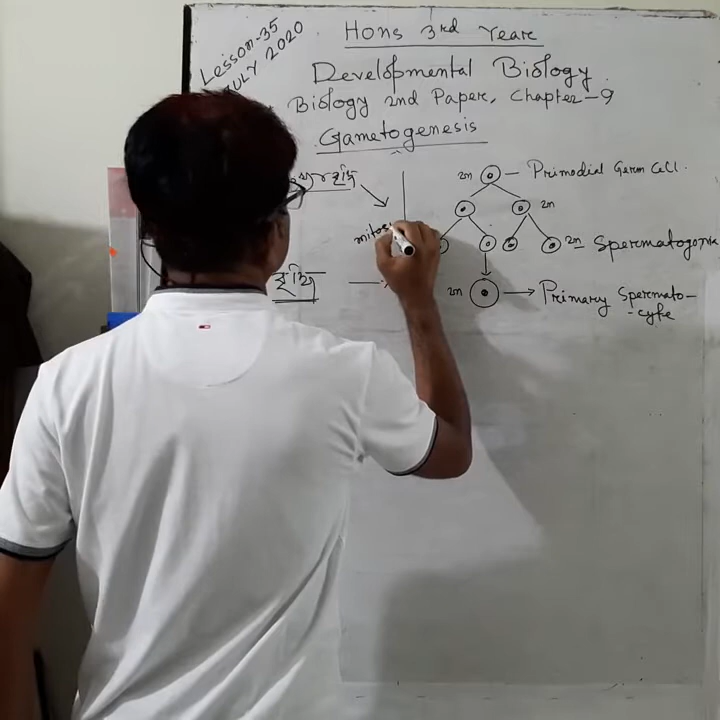 Lesson-35
JULY 2020
Hons 3rd Year
Developmental Biology
Biology 2nd Paper, Chapter-9
Gametogenesis
2n — Primodial Germ Cell.
2n
mitos
2n — Spermatogonia
বৃদ্ধি
2n → Primary Spermato-
-cyte